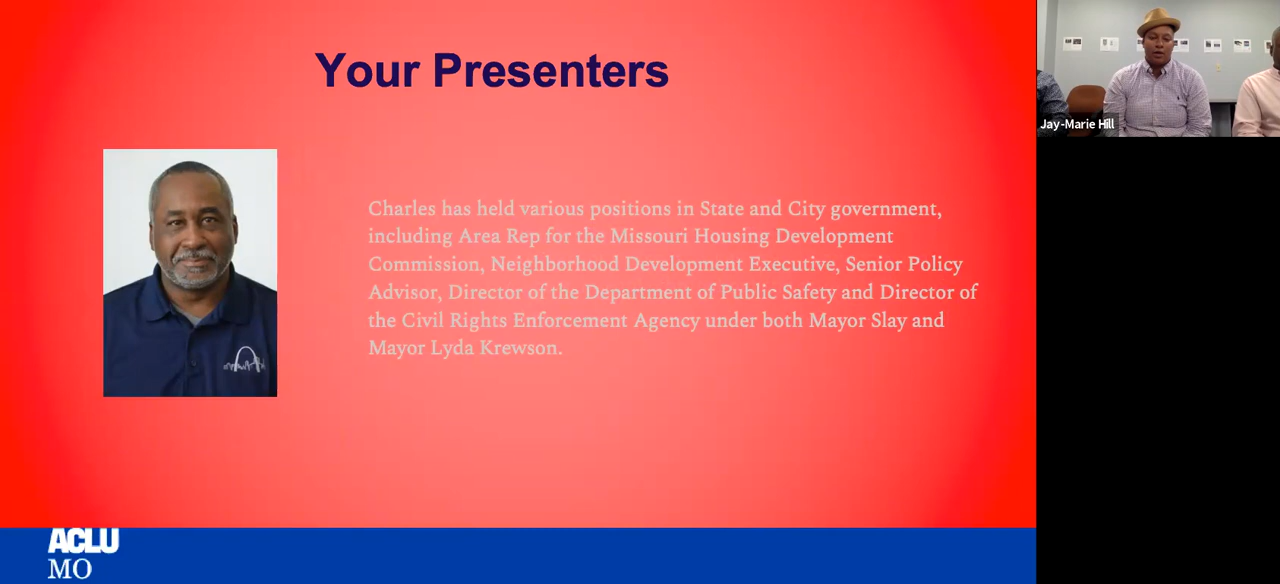 Your Presenters
Jay-Marie Hill
Charles has held various positions in State and City government,
including Area Rep for the Missouri Housing Development
Commission, Neighborhood Development Executive, Senior Policy
Advisor, Director of the Department of Public Safety and Director of
the Civil Rights Enforcement Agency under both Mayor Slay and
Mayor Lyda Krewson.
ACLU
MO